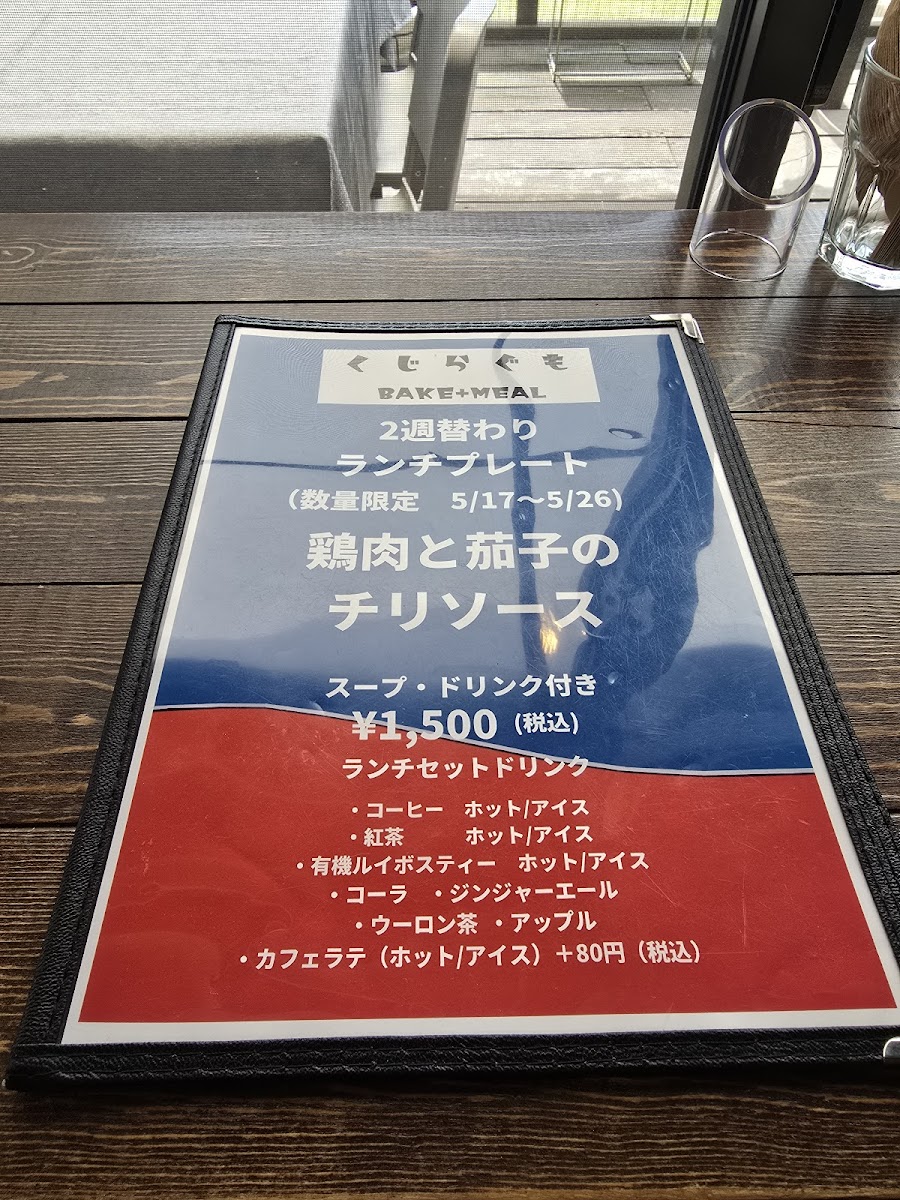 くじらぐも
BAKE+MEAL
2週替わり
ランチプレート
(数量限定　5/17〜5/26)
鶏肉と茄子の
チリソース
スープ・ドリンク付き
¥1,500 (税込)
ランチセットドリンク
・コーヒー　ホット/アイス
・紅茶　　　ホット/アイス
・有機ルイボスティー　ホット/アイス
・コーラ　・ジンジャーエール
・ウーロン茶 ・アップル
・カフェラテ（ホット/アイス）＋80円（税込）